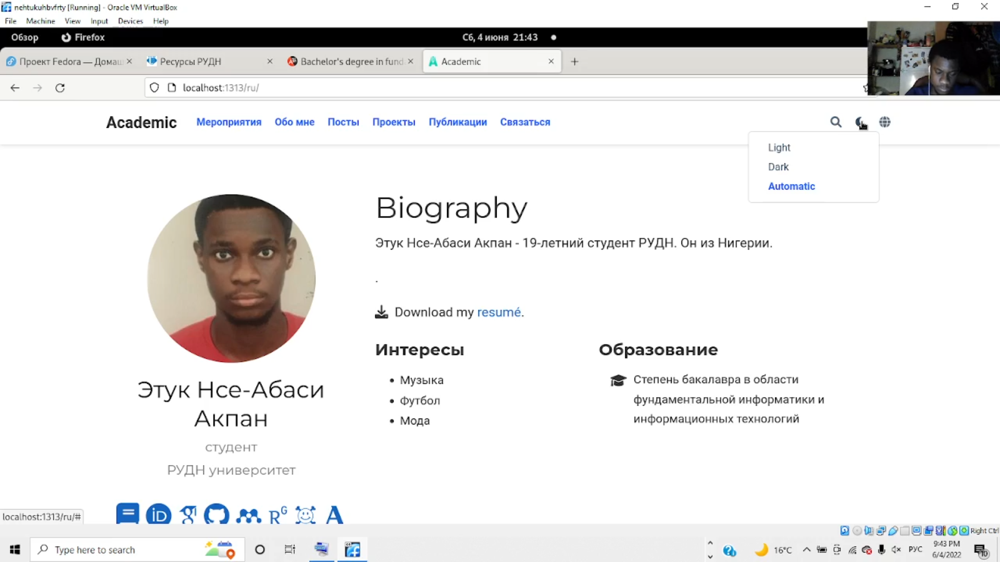 nehtukuhbvfrty [Running] - Oracle VM VirtualBox
File Machine View Input Devices Help
Обзор Firefox Сб, 4 июня 21:43
Проект Fedora — Домаш Ресурсы РУДН Bachelor's degree in fund Academic
localhost:1313/ru/
Academic Мероприятия Обо мне Посты Проекты Публикации Связаться
Light
Dark
Automatic
Biography
Этук Нсе-Абаси Акпан - 19-летний студент РУДН. Он из Нигерии.
.
Download my resumé.
Интересы
Музыка
Футбол
Мода
Образование
Степень бакалавра в области
фундаментальной информатики и
информационных технологий
Этук Нсе-Абаси
Акпан
студент
РУДН университет
iD RG A
localhost:1313/ru/#
Right Ctrl
Type here to search
16°C РУС 9:43 PM
6/4/2022
10